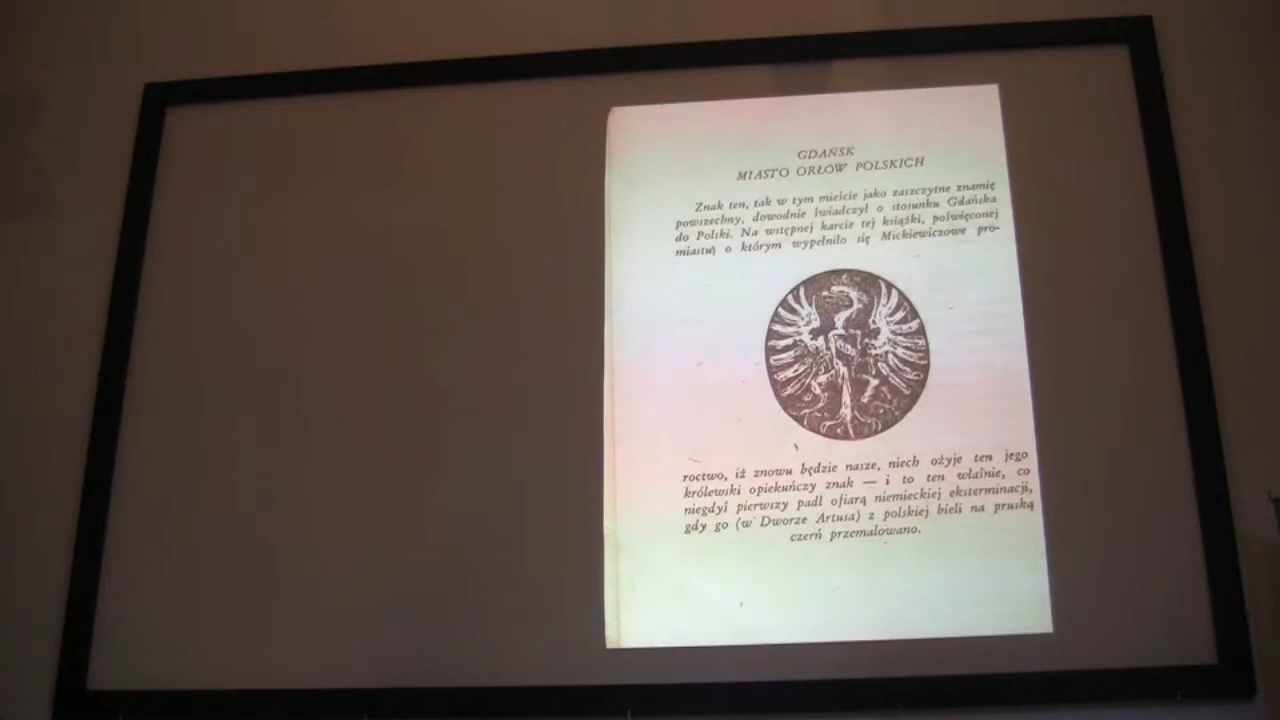 GDAŃSK
MIASTO ORŁÓW POLSKICH
Znak ten, tak w tym mieście jako zaszczytne znamię
powszechny, dowodnie świadczył o stosunku Gdańska
do Polski. Na wstępnej karcie tej książki, poświęconej
miastu, o którym wypełniło się Mickiewiczowe pro-
roctwo, iż znowu będzie nasze, niech ożyje ten jego
królewski opiekuńczy znak — i to ten właśnie, co
niegdyś pierwszy padł ofiarą niemieckiej eksterminacji,
gdy go (w Dworze Artusa) z polskiej bieli na pruską
czerń przemalowano.